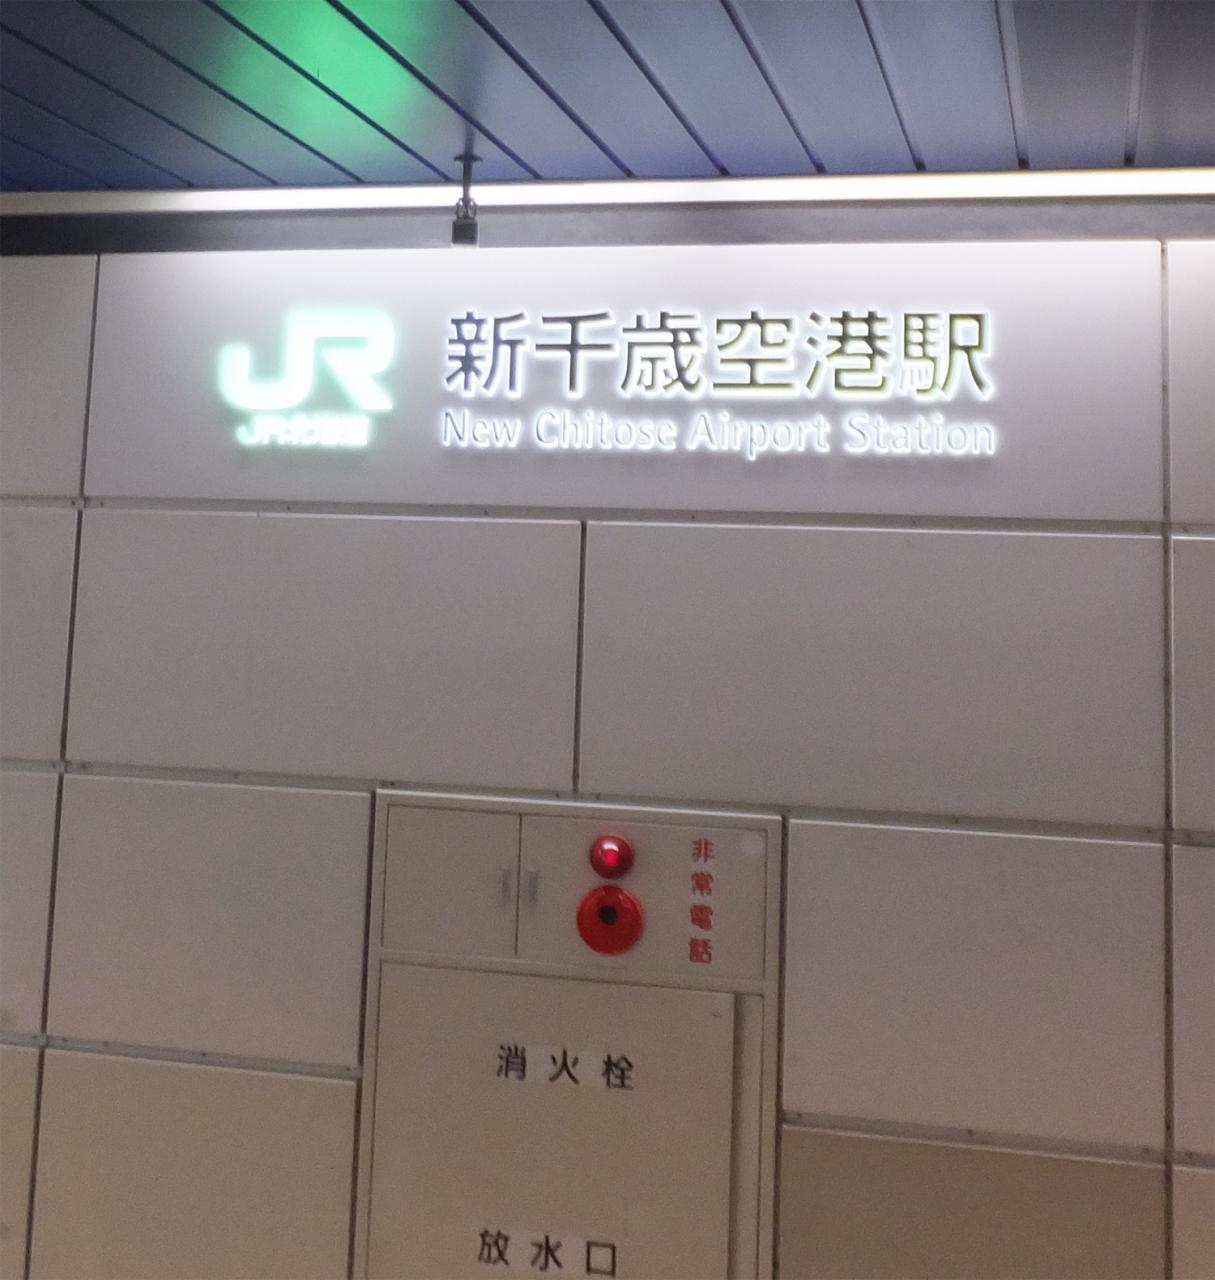 JR
JR北海道
新千歳空港駅
New Chitose Airport Station
非常電話
消火栓
放水口